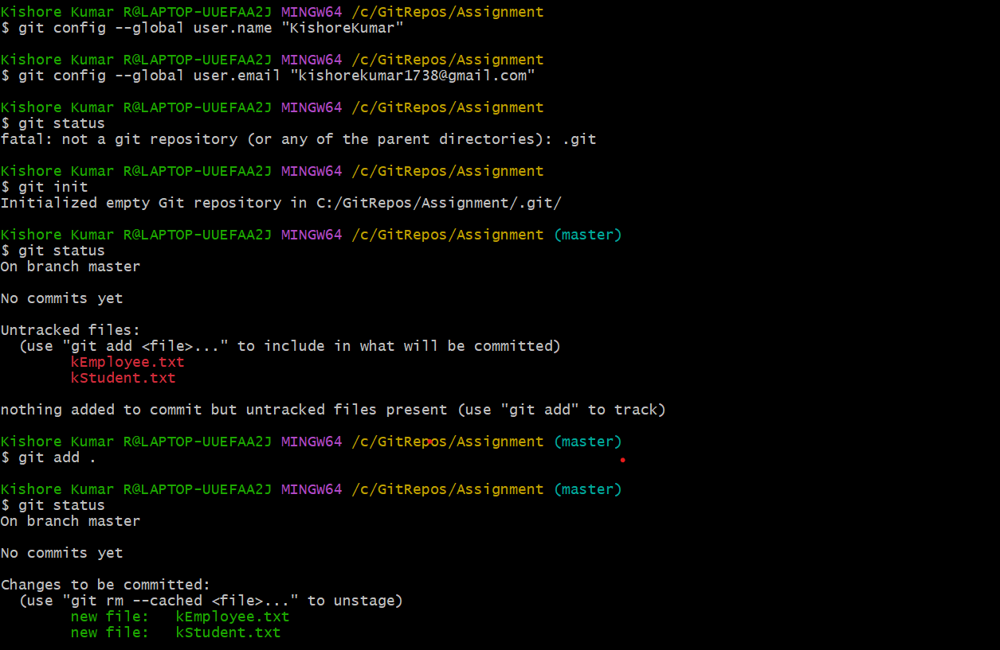 Kishore Kumar R@LAPTOP-UUEFAA2J MINGW64 /c/GitRepos/Assignment
$ git config --global user.name "KishoreKumar"
Kishore Kumar R@LAPTOP-UUEFAA2J MINGW64 /c/GitRepos/Assignment
$ git config --global user.email "kishorekumar1738@gmail.com"
Kishore Kumar R@LAPTOP-UUEFAA2J MINGW64 /c/GitRepos/Assignment
$ git status
fatal: not a git repository (or any of the parent directories): .git
Kishore Kumar R@LAPTOP-UUEFAA2J MINGW64 /c/GitRepos/Assignment
$ git init
Initialized empty Git repository in C:/GitRepos/Assignment/.git/
Kishore Kumar R@LAPTOP-UUEFAA2J MINGW64 /c/GitRepos/Assignment (master)
$ git status
On branch master
No commits yet
Untracked files:
(use "git add <file>..." to include in what will be committed)
kEmployee.txt
kStudent.txt
nothing added to commit but untracked files present (use "git add" to track)
Kishore Kumar R@LAPTOP-UUEFAA2J MINGW64 /c/GitRepos/Assignment (master)
$ git add .
Kishore Kumar R@LAPTOP-UUEFAA2J MINGW64 /c/GitRepos/Assignment (master)
$ git status
On branch master
No commits yet
Changes to be committed:
(use "git rm --cached <file>..." to unstage)
new file:   kEmployee.txt
new file:   kStudent.txt